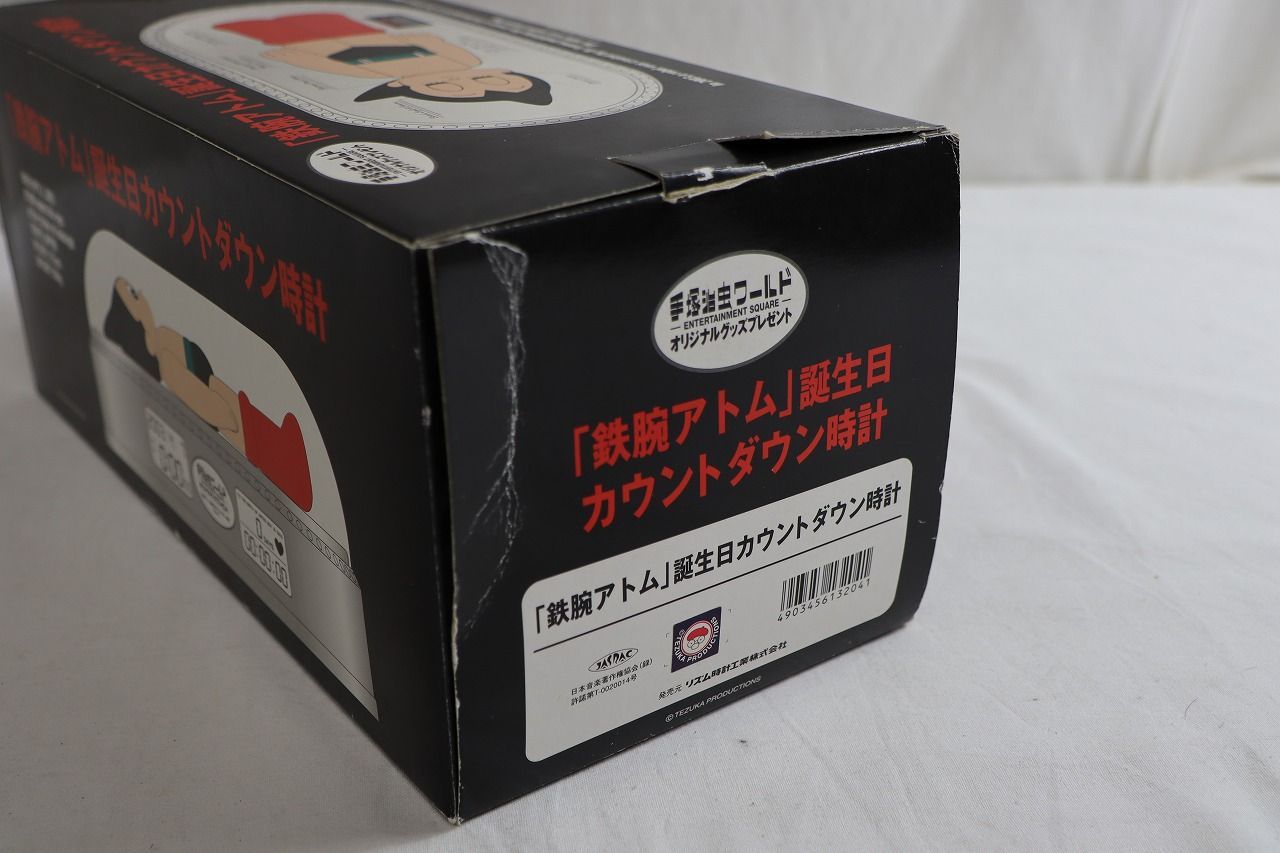 「鉄腕アトム」誕生日カウントダウン時計
「鉄腕アトム」誕生日カウントダウン時計
00:00:00
手塚治虫ワールド
ENTERTAINMENT SQUARE
オリジナルグッズプレゼント
「鉄腕アトム」誕生日
カウントダウン時計
「鉄腕アトム」誕生日カウントダウン時計
4903456132041
JASRAC
日本音楽著作権協会(録)
許諾第T-0020014号
TEZUKA PRODUCTIONS
発売元 リズム時計工業株式会社
© TEZUKA PRODUCTIONS